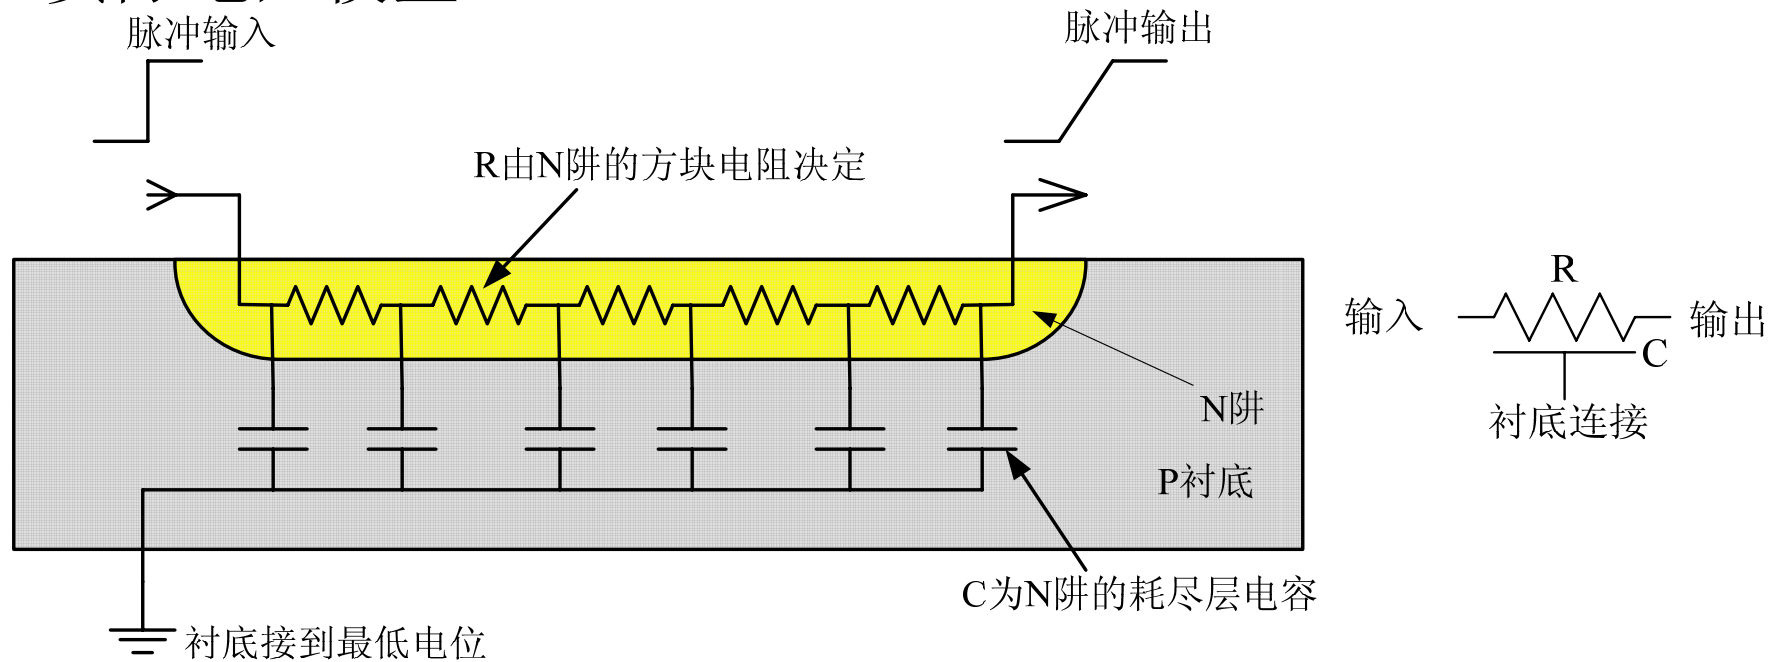 脉冲输入
脉冲输出
R由N阱的方块电阻决定
R
输入
输出
C
N阱
衬底连接
P衬底
C为N阱的耗尽层电容
衬底接到最低电位